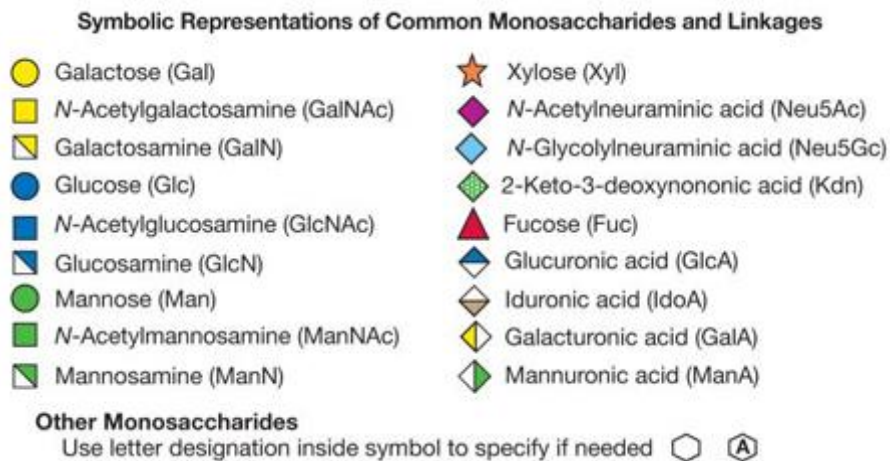 Symbolic Representations of Common Monosaccharides and Linkages
Galactose (Gal)
N-Acetylgalactosamine (GalNAc)
Galactosamine (GalN)
Glucose (Glc)
N-Acetylglucosamine (GlcNAc)
Glucosamine (GlcN)
Mannose (Man)
N-Acetylmannosamine (ManNAc)
Mannosamine (ManN)
Xylose (Xyl)
N-Acetylneuraminic acid (Neu5Ac)
N-Glycolylneuraminic acid (Neu5Gc)
2-Keto-3-deoxynononic acid (Kdn)
Fucose (Fuc)
Glucuronic acid (GlcA)
Iduronic acid (IdoA)
Galacturonic acid (GalA)
Mannuronic acid (ManA)
Other Monosaccharides
Use letter designation inside symbol to specify if needed A